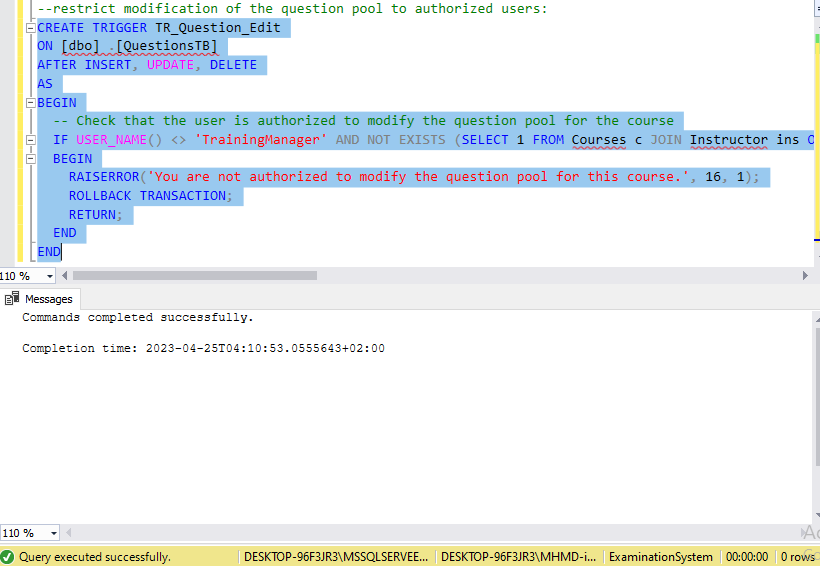 --restrict modification of the question pool to authorized users:
CREATE TRIGGER TR_Question_Edit
ON [dbo] .[QuestionsTB]
AFTER INSERT, UPDATE, DELETE
AS
BEGIN
-- Check that the user is authorized to modify the question pool for the course
IF USER_NAME() <> 'TrainingManager' AND NOT EXISTS (SELECT 1 FROM Courses c JOIN Instructor ins O
BEGIN
RAISERROR('You are not authorized to modify the question pool for this course.', 16, 1);
ROLLBACK TRANSACTION;
RETURN;
END
END
110 %
Messages
Commands completed successfully.
Completion time: 2023-04-25T04:10:53.0555643+02:00
110 %
Query executed successfully. DESKTOP-96F3JR3\MSSQLSERVEE... DESKTOP-96F3JR3\MHMD-i... ExaminationSystem 00:00:00 0 rows